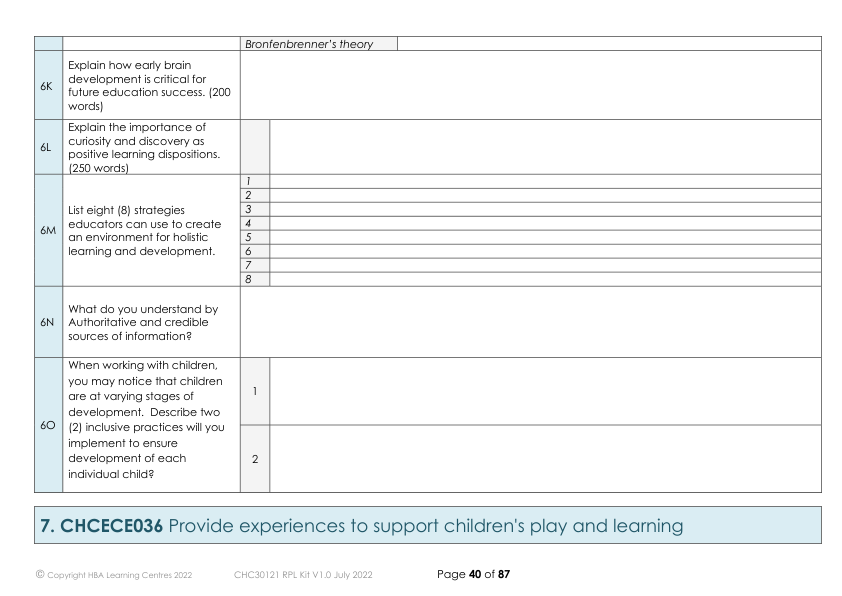 Bronfenbrenner's theory
6K
Explain how early brain
development is critical for
future education success. (200
words)
6L
Explain the importance of
curiosity and discovery as
positive learning dispositions.
(250 words)
6M
List eight (8) strategies
educators can use to create
an environment for holistic
learning and development.
1
2
3
4
5
6
7
8
6N
What do you understand by
Authoritative and credible
sources of information?
6O
When working with children,
you may notice that children
are at varying stages of
development.  Describe two
(2) inclusive practices will you
implement to ensure
development of each
individual child?
1
2
7. CHCECE036 Provide experiences to support children's play and learning
© Copyright HBA Learning Centres 2022 CHC30121 RPL Kit V1.0 July 2022 Page 40 of 87